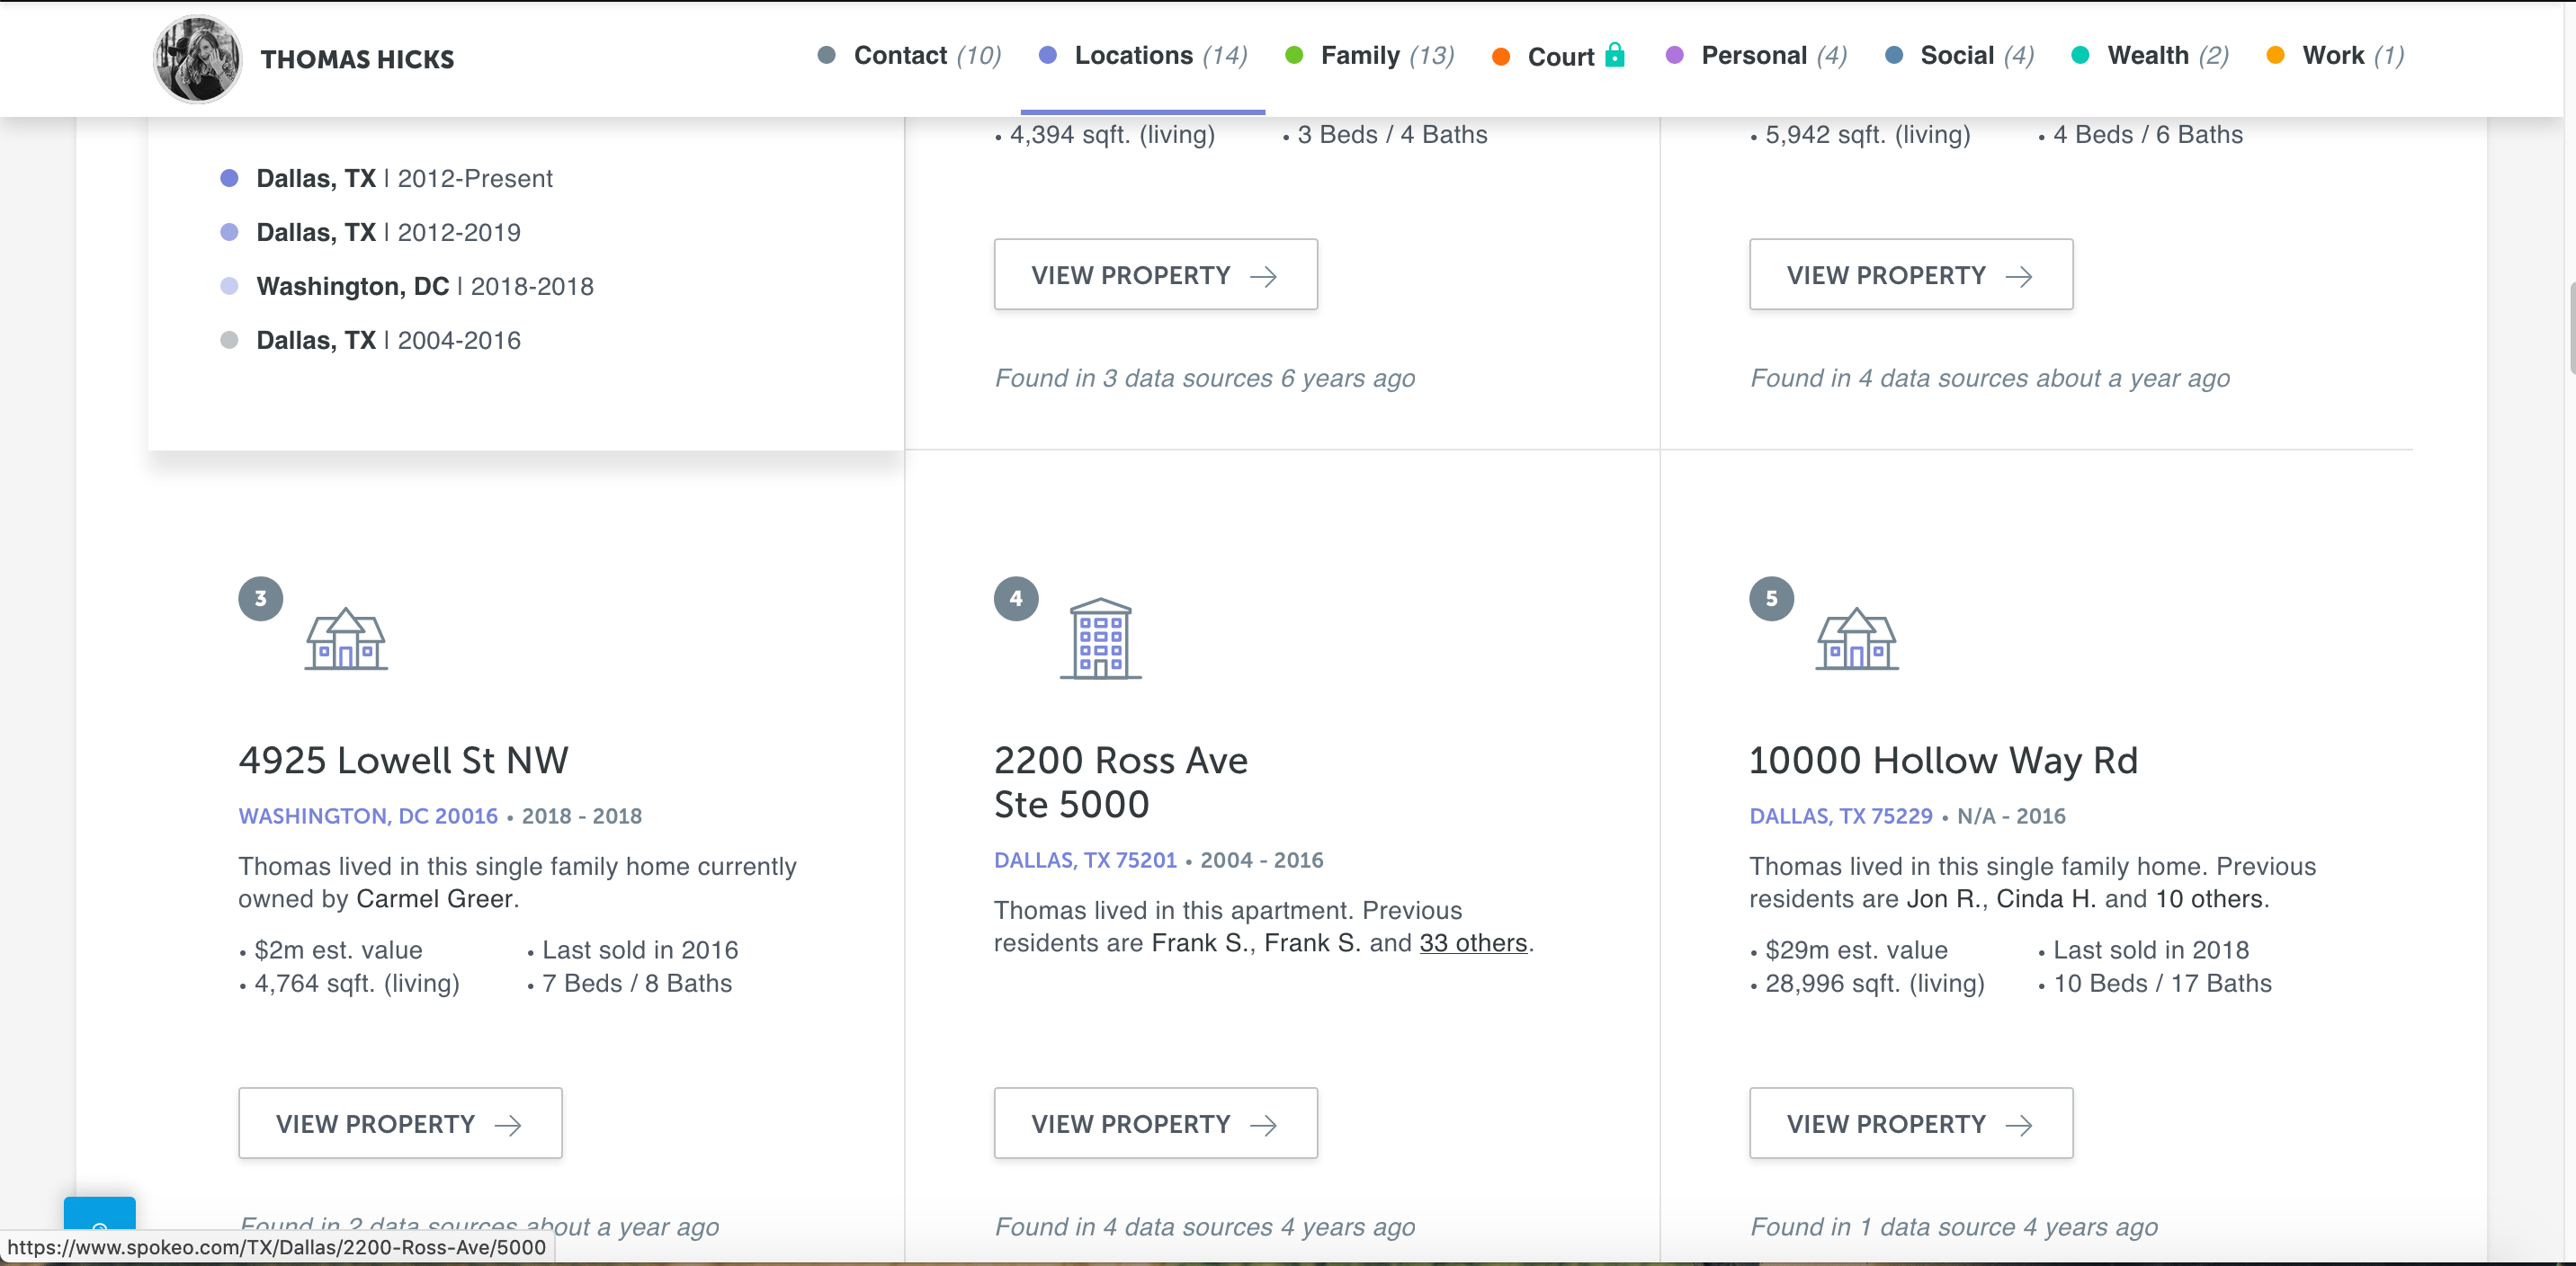 THOMAS HICKS
Contact (10)
Locations (14)
Family (13)
Court
Personal (4)
Social (4)
Wealth (2)
Work (1)
Dallas, TX | 2012-Present
Dallas, TX | 2012-2019
Washington, DC | 2018-2018
Dallas, TX | 2004-2016
• 4,394 sqft. (living)
• 3 Beds / 4 Baths
VIEW PROPERTY →
Found in 3 data sources 6 years ago
• 5,942 sqft. (living)
• 4 Beds / 6 Baths
VIEW PROPERTY →
Found in 4 data sources about a year ago
3
4925 Lowell St NW
WASHINGTON, DC 20016 • 2018 - 2018
Thomas lived in this single family home currently
owned by Carmel Greer.
• $2m est. value
• Last sold in 2016
• 4,764 sqft. (living)
• 7 Beds / 8 Baths
VIEW PROPERTY →
Found in 2 data sources about a year ago
4
2200 Ross Ave
Ste 5000
DALLAS, TX 75201 • 2004 - 2016
Thomas lived in this apartment. Previous
residents are Frank S., Frank S. and 33 others.
VIEW PROPERTY →
Found in 4 data sources 4 years ago
5
10000 Hollow Way Rd
DALLAS, TX 75229 • N/A - 2016
Thomas lived in this single family home. Previous
residents are Jon R., Cinda H. and 10 others.
• $29m est. value
• Last sold in 2018
• 28,996 sqft. (living)
• 10 Beds / 17 Baths
VIEW PROPERTY →
Found in 1 data source 4 years ago
https://www.spokeo.com/TX/Dallas/2200-Ross-Ave/5000